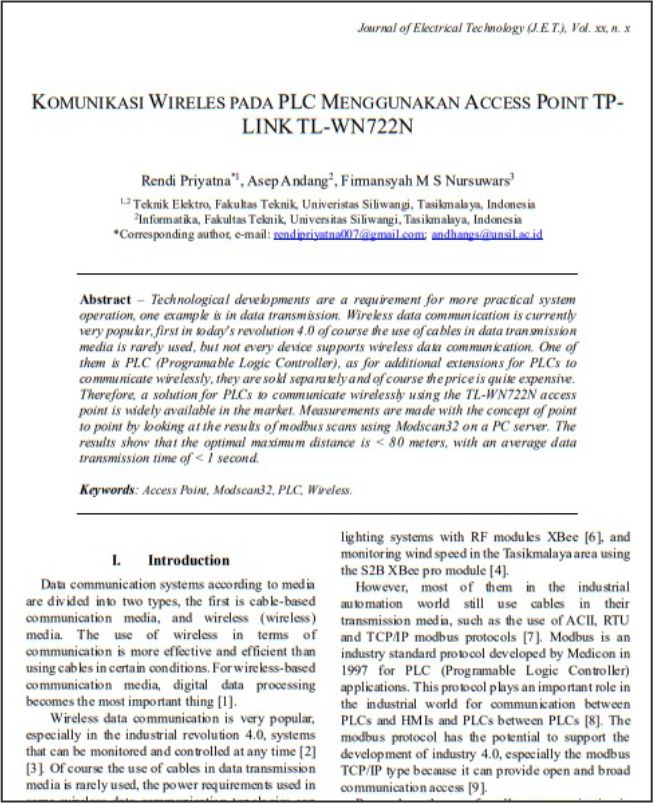 Journal of Electrical Technology (J.E.T.), Vol. xx, n. x
KOMUNIKASI WIRELES PADA PLC MENGGUNAKAN ACCESS POINT TP-
LINK TL-WN722N
Rendi Priyatna*1, Asep Andang2, Firmansyah M S Nursuwars3
1,2 Teknik Elektro, Fakultas Teknik, Univeristas Siliwangi, Tasikmalaya, Indonesia
2Informatika, Fakultas Teknik, Universitas Siliwangi, Tasikmalaya, Indonesia
*Corresponding author, e-mail: rendipriyatna007@gmail.com; andhangs@unsil.ac.id
Abstract – Technological developments are a requirement for more practical system
operation, one example is in data transmission. Wireless data communication is currently
very popular, first in today's revolution 4.0 of course the use of cables in data transmission
media is rarely used, but not every device supports wireless data communication. One of
them is PLC (Programable Logic Controller), as for additional extensions for PLCs to
communicate wirelessly, they are sold separately and of course the price is quite expensive.
Therefore, a solution for PLCs to communicate wirelessly using the TL-WN722N access
point is widely available in the market. Measurements are made with the concept of point
to point by looking at the results of modbus scans using Modscan32 on a PC server. The
results show that the optimal maximum distance is < 80 meters, with an average data
transmission time of < 1 second.
Keywords: Access Point, Modscan32, PLC, Wireless.
I. Introduction
Data communication systems according to media
are divided into two types, the first is cable-based
communication media, and wireless (wireless)
media. The use of wireless in terms of
communication is more effective and efficient than
using cables in certain conditions. For wireless-based
communication media, digital data processing
becomes the most important thing [1].
Wireless data communication is very popular,
especially in the industrial revolution 4.0, systems
that can be monitored and controlled at any time [2]
[3]. Of course the use of cables in data transmission
media is rarely used, the power requirements used in
lighting systems with RF modules XBee [6], and
monitoring wind speed in the Tasikmalaya area using
the S2B XBee pro module [4].
However, most of them in the industrial
automation world still use cables in their
transmission media, such as the use of ACII, RTU
and TCP/IP modbus protocols [7]. Modbus is an
industry standard protocol developed by Medicon in
1997 for PLC (Programable Logic Controller)
applications. This protocol plays an important role in
the industrial world for communication between
PLCs and HMIs and PLCs between PLCs [8]. The
modbus protocol has the potential to support the
development of industry 4.0, especially the modbus
TCP/IP type because it can provide open and broad
communication access [9].